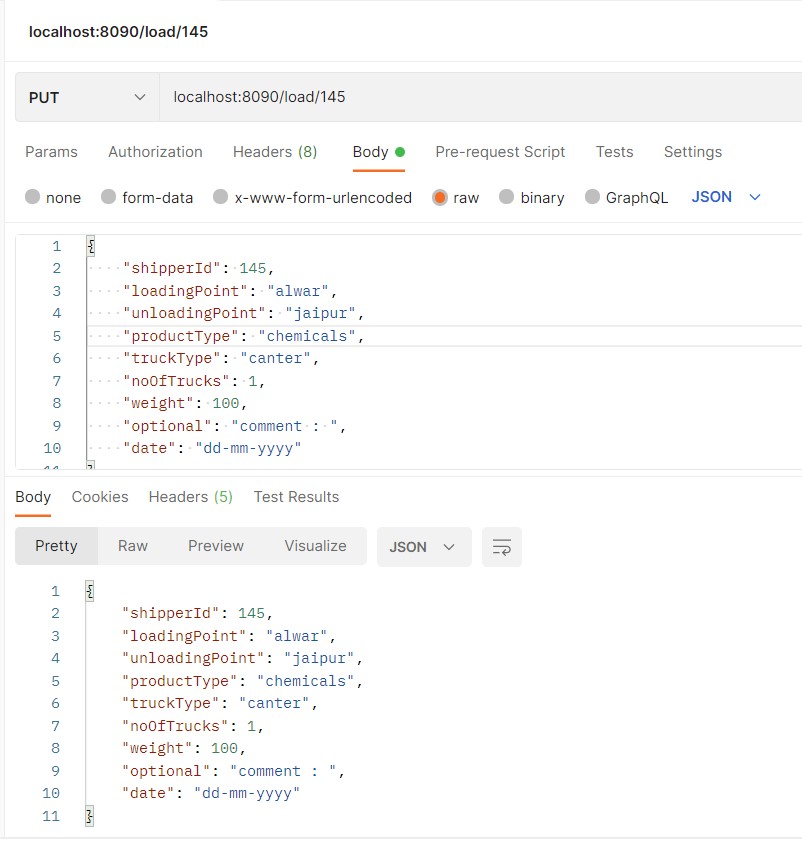 localhost:8090/load/145
PUT localhost:8090/load/145
Params Authorization Headers (8) Body Pre-request Script Tests Settings
none form-data x-www-form-urlencoded raw binary GraphQL JSON
1 {
2 "shipperId": 145,
3 "loadingPoint": "alwar",
4 "unloadingPoint": "jaipur",
5 "productType": "chemicals",
6 "truckType": "canter",
7 "noOfTrucks": 1,
8 "weight": 100,
9 "optional": "comment : ",
10 "date": "dd-mm-yyyy"
11 }
Body Cookies Headers (5) Test Results
Pretty Raw Preview Visualize JSON
1 {
2 "shipperId": 145,
3 "loadingPoint": "alwar",
4 "unloadingPoint": "jaipur",
5 "productType": "chemicals",
6 "truckType": "canter",
7 "noOfTrucks": 1,
8 "weight": 100,
9 "optional": "comment : ",
10 "date": "dd-mm-yyyy"
11 }